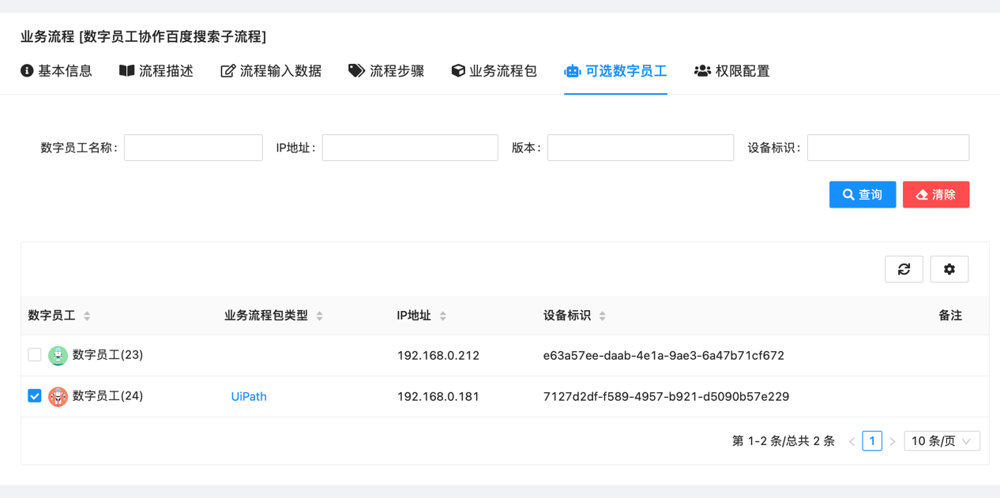 业务流程 [数字员工协作百度搜索子流程]
基本信息 流程描述 流程输入数据 流程步骤 业务流程包 可选数字员工 权限配置
数字员工名称: IP地址: 版本: 设备标识:
查询 清除
数字员工 业务流程包类型 IP地址 设备标识 备注
数字员工(23) 192.168.0.212 e63a57ee-daab-4e1a-9ae3-6a47b71cf672
数字员工(24) UiPath 192.168.0.181 7127d2df-f589-4957-b921-d5090b57e229
第 1-2 条/总共 2 条 < 1 > 10 条/页